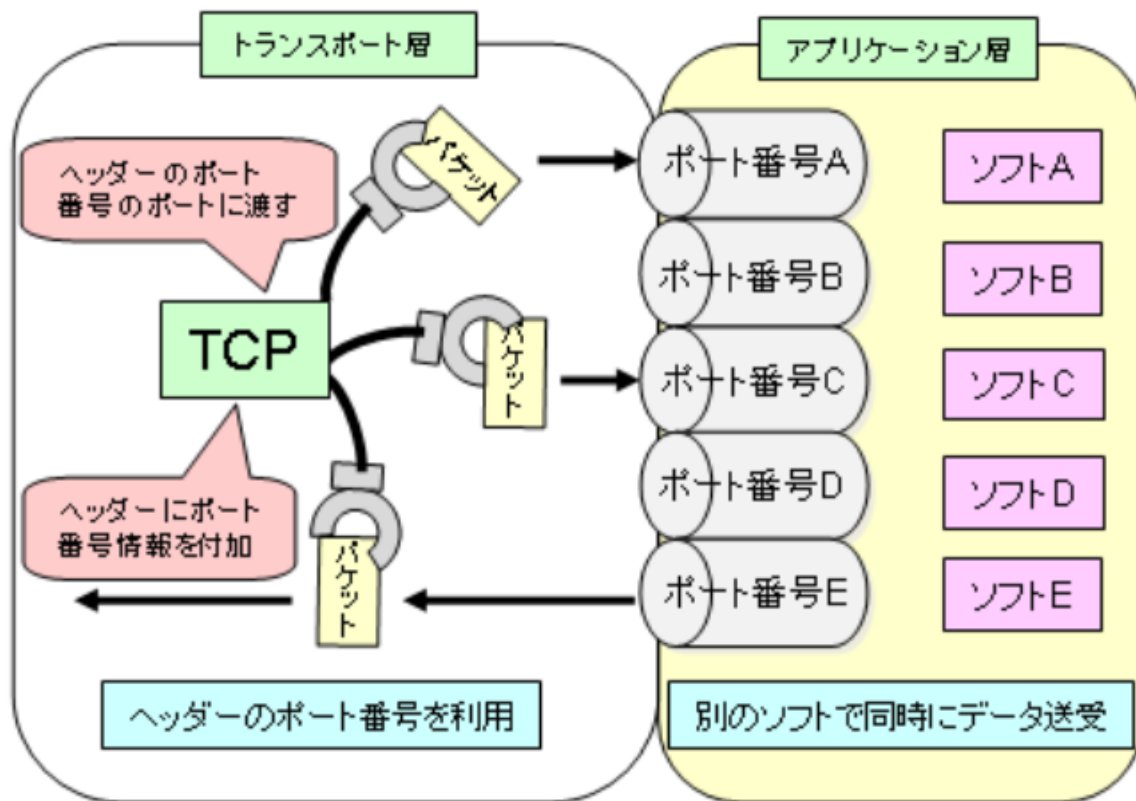 トランスポート層
アプリケーション層
ヘッダーのポート
番号のポートに渡す
パケット
ポート番号A
ソフトA
ポート番号B
ソフトB
TCP
パケット
ポート番号C
ソフトC
ヘッダーにポート
番号情報を付加
パケット
ポート番号D
ソフトD
ポート番号E
ソフトE
ヘッダーのポート番号を利用
別のソフトで同時にデータ送受